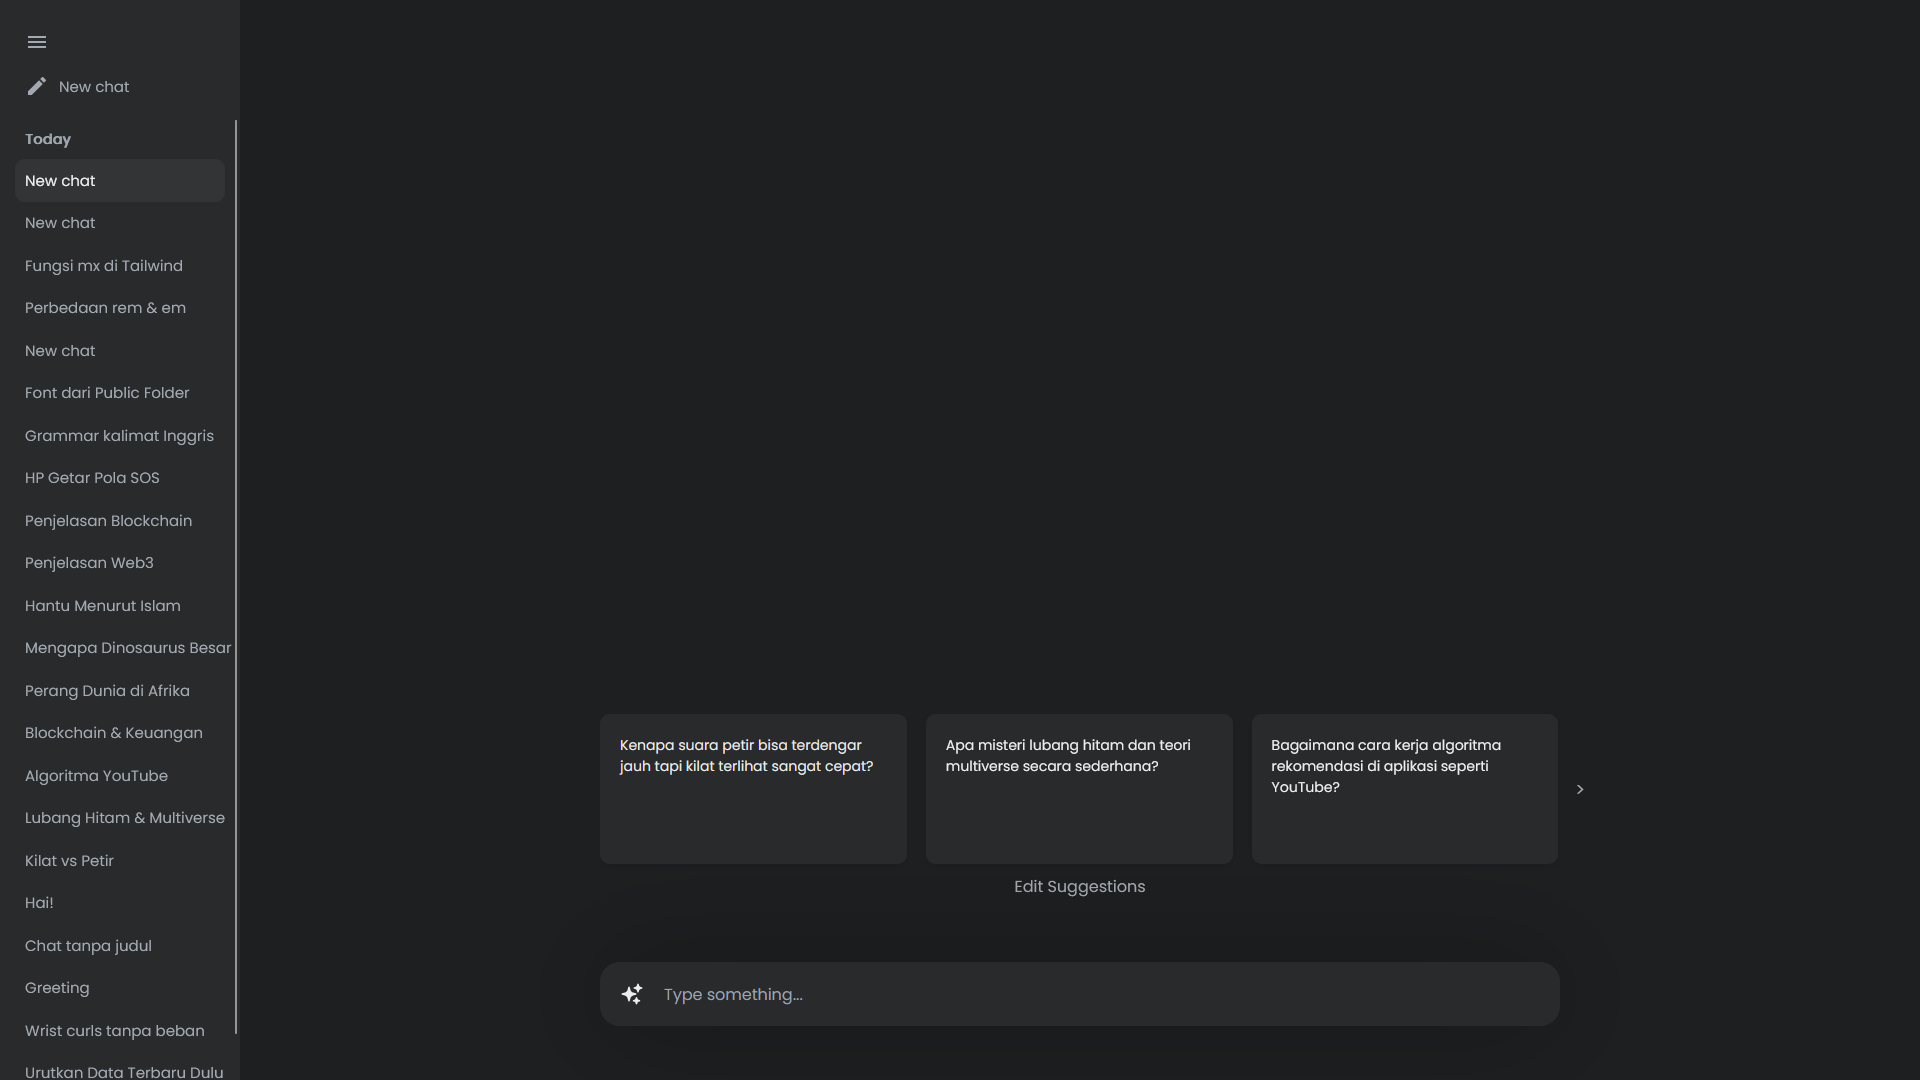 New chat
Today
New chat
New chat
Fungsi mx di Tailwind
Perbedaan rem & em
New chat
Font dari Public Folder
Grammar kalimat Inggris
HP Getar Pola SOS
Penjelasan Blockchain
Penjelasan Web3
Hantu Menurut Islam
Mengapa Dinosaurus Besar
Perang Dunia di Afrika
Blockchain & Keuangan
Algoritma YouTube
Lubang Hitam & Multiverse
Kilat vs Petir
Hai!
Chat tanpa judul
Greeting
Wrist curls tanpa beban
Urutkan Data Terbaru Dulu
Kenapa suara petir bisa terdengar
jauh tapi kilat terlihat sangat cepat?
Apa misteri lubang hitam dan teori
multiverse secara sederhana?
Bagaimana cara kerja algoritma
rekomendasi di aplikasi seperti
YouTube?
Edit Suggestions
Type something...